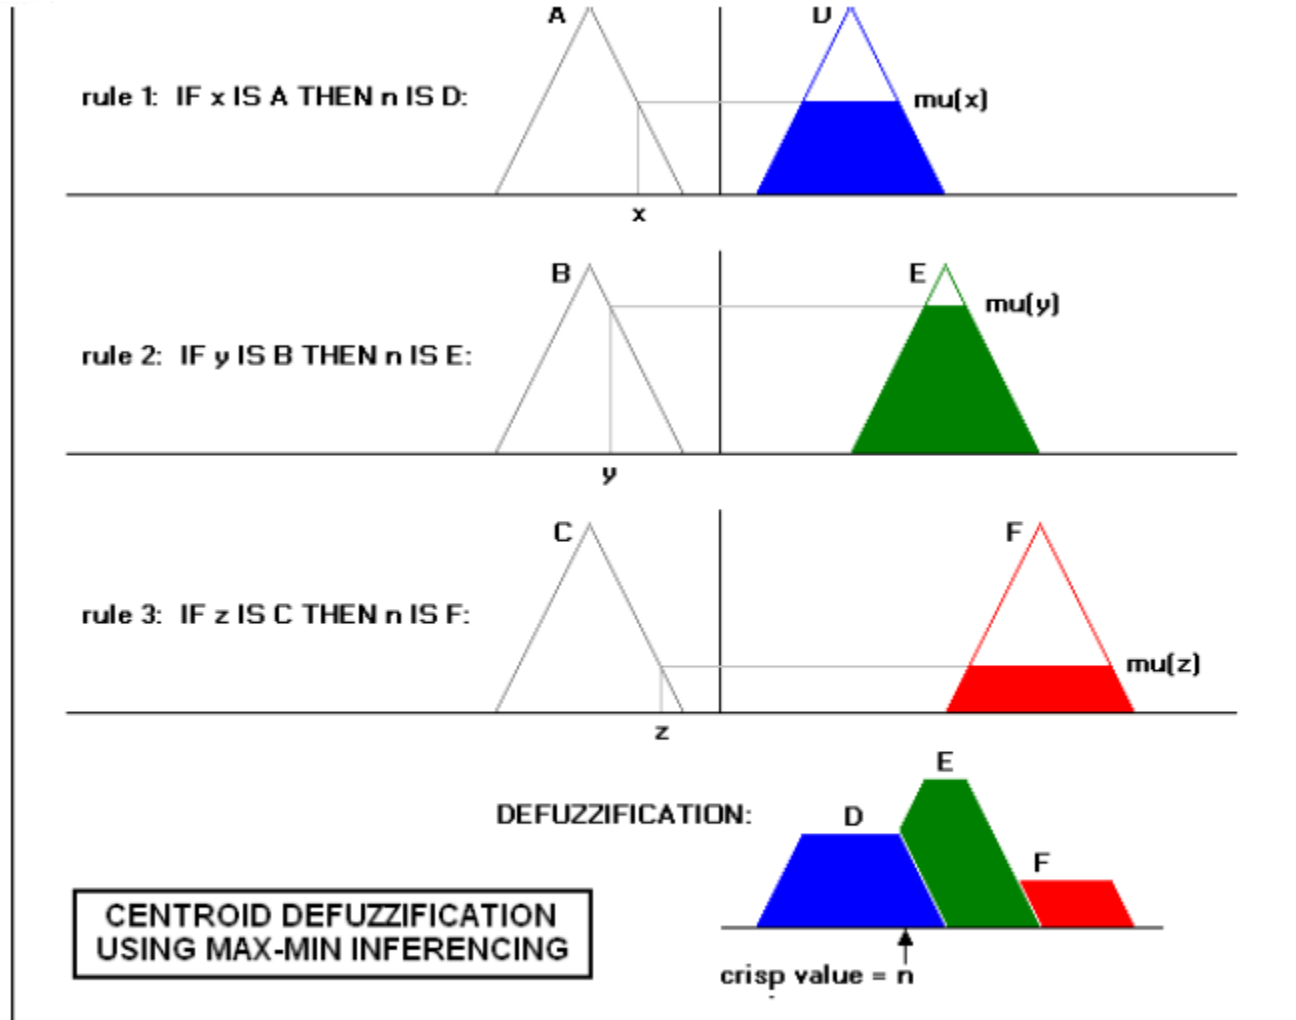 A
D
rule 1: IF x IS A THEN n IS D:
mu(x)
x
B
E
mu(y)
rule 2: IF y IS B THEN n IS E:
y
C
F
rule 3: IF z IS C THEN n IS F:
mu(z)
z
E
DEFUZZIFICATION:
D
F
CENTROID DEFUZZIFICATION
USING MAX-MIN INFERENCING
crisp value = n